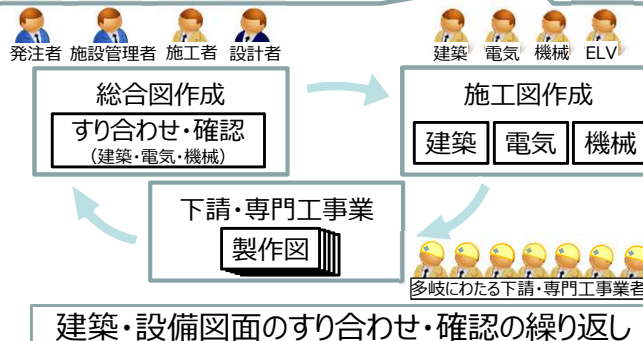 発注者 施設管理者 施工者 設計者
建築 電気 機械 ELV
総合図作成
すり合わせ・確認
(建築・電気・機械)
施工図作成
建築 電気 機械
下請・専門工事業
製作図
多岐にわたる下請・専門工事業者
建築・設備図面のすり合わせ・確認の繰り返し